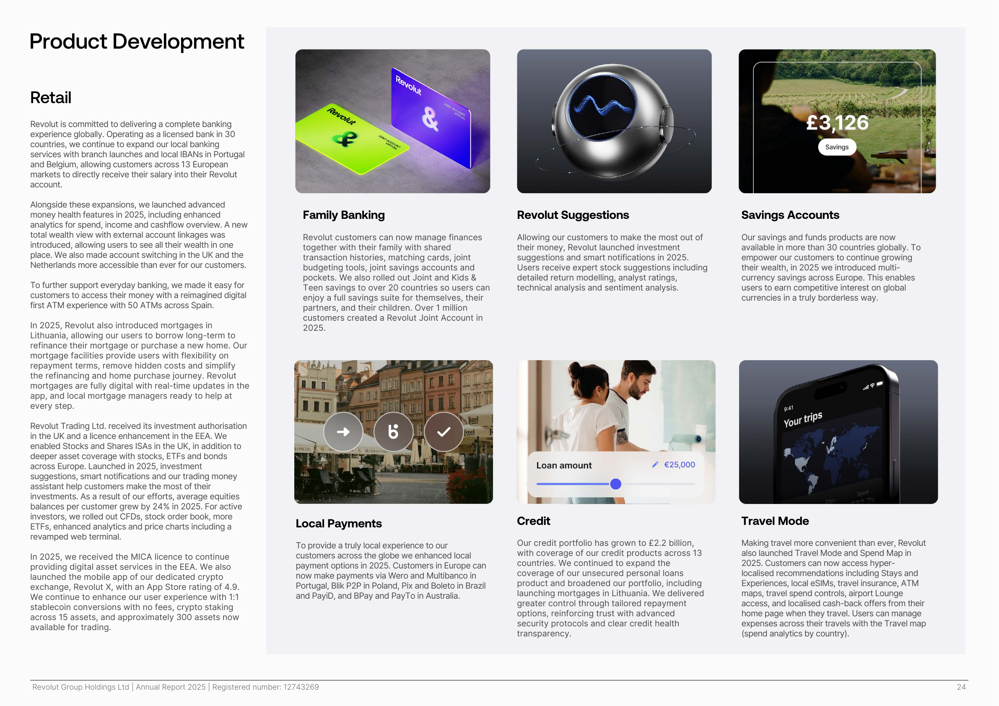 Product Development
Retail
Revolut is committed to delivering a complete banking
experience globally. Operating as a licensed bank in 30
countries, we continue to expand our local banking
services with branch launches and local IBANs in Portugal
and Belgium, allowing customers across 13 European
markets to directly receive their salary into their Revolut
account.
Alongside these expansions, we launched advanced
money health features in 2025, including enhanced
analytics for spend, income and cashflow overview. A new
total wealth view with external account linkages was
introduced, allowing users to see all their wealth in one
place. We also made account switching in the UK and the
Netherlands more accessible than ever for our customers.
To further support everyday banking, we made it easy for
customers to access their money with a reimagined digital
first ATM experience with 50 ATMs across Spain.
In 2025, Revolut also introduced mortgages in
Lithuania, allowing our users to borrow long-term to
refinance their mortgage or purchase a new home. Our
mortgage facilities provide users with flexibility on
repayment terms, remove hidden costs and simplify
the refinancing and home purchase journey. Revolut
mortgages are fully digital with real-time updates in the
app, and local mortgage managers ready to help at
every step.
Revolut Trading Ltd. received its investment authorisation
in the UK and a licence enhancement in the EEA. We
enabled Stocks and Shares ISAs in the UK, in addition to
deeper asset coverage with stocks, ETFs and bonds
across Europe. Launched in 2025, investment
suggestions, smart notifications and our trading money
assistant help customers make the most of their
investments. As a result of our efforts, average equities
balances per customer grew by 24% in 2025. For active
investors, we rolled out CFDs, stock order book, more
ETFs, enhanced analytics and price charts including a
revamped web terminal.
In 2025, we received the MICA licence to continue
providing digital asset services in the EEA. We also
launched the mobile app of our dedicated crypto
exchange, Revolut X, with an App Store rating of 4.9.
We continue to enhance our user experience with 1:1
stablecoin conversions with no fees, crypto staking
across 15 assets, and approximately 300 assets now
available for trading.
Revolut
&
JOINT ACCOUNT
VIRTUAL
Revolut
&
JOINT ACCOUNT
VIRTUAL
Family Banking
Revolut customers can now manage finances
together with their family with shared
transaction histories, matching cards, joint
budgeting tools, joint savings accounts and
pockets. We also rolled out Joint and Kids &
Teen savings to over 20 countries so users can
enjoy a full savings suite for themselves, their
partners, and their children. Over 1 million
customers created a Revolut Joint Account in
2025.
Revolut Suggestions
Allowing our customers to make the most out of
their money, Revolut launched investment
suggestions and smart notifications in 2025.
Users receive expert stock suggestions including
detailed return modelling, analyst ratings,
technical analysis and sentiment analysis.
£3,126
Savings
Savings Accounts
Our savings and funds products are now
available in more than 30 countries globally. To
empower our customers to continue growing
their wealth, in 2025 we introduced multi-
currency savings across Europe. This enables
users to earn competitive interest on global
currencies in a truly borderless way.
Local Payments
To provide a truly local experience to our
customers across the globe we enhanced local
payment options in 2025. Customers in Europe can
now make payments via Wero and Multibanco in
Portugal, Blik P2P in Poland, Pix and Boleto in Brazil
and PayiD, and BPay and PayTo in Australia.
Loan amount
€25,000
Credit
Our credit portfolio has grown to £2.2 billion,
with coverage of our credit products across 13
countries. We continued to expand the
coverage of our unsecured personal loans
product and broadened our portfolio, including
launching mortgages in Lithuania. We delivered
greater control through tailored repayment
options, reinforcing trust with advanced
security protocols and clear credit health
transparency.
9:41
Your trips
Trips
Spent
Travel Mode
Making travel more convenient than ever, Revolut
also launched Travel Mode and Spend Map in
2025. Customers can now access hyper-
localised recommendations including Stays and
Experiences, local eSIMs, travel insurance, ATM
maps, travel spend controls, airport Lounge
access, and localised cash-back offers from their
home page when they travel. Users can manage
expenses across their travels with the Travel map
(spend analytics by country).
Revolut Group Holdings Ltd | Annual Report 2025 | Registered number: 12743269
24